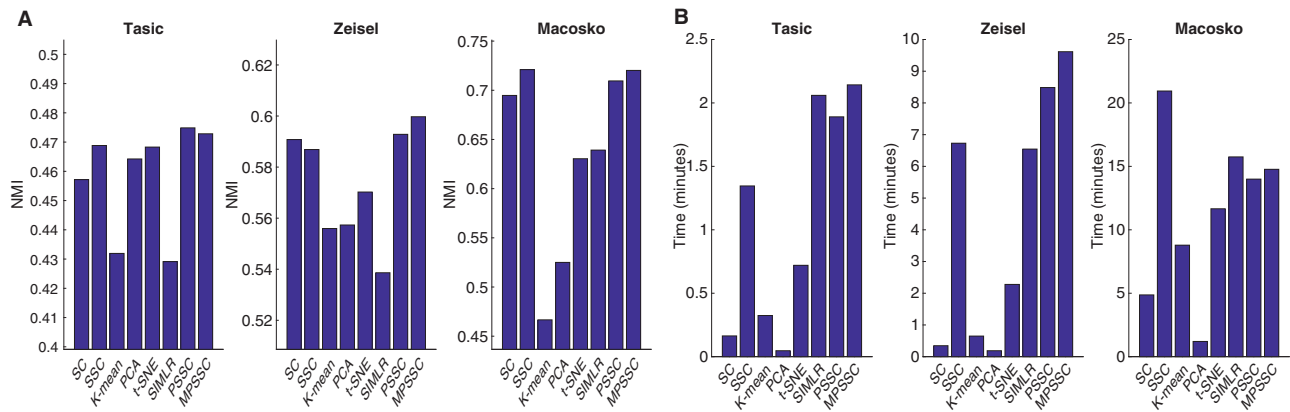 A
B
Tasic
NMI
0.5
0.49
0.48
0.47
0.46
0.45
0.44
0.43
0.42
0.41
0.4
SC
SSC
K-mean
PCA
t-SNE
SIMLR
PSSC
MPSSC
Zeisel
NMI
0.62
0.6
0.58
0.56
0.54
0.52
SC
SSC
K-mean
PCA
t-SNE
SIMLR
PSSC
MPSSC
Macosko
NMI
0.75
0.7
0.65
0.6
0.55
0.5
0.45
SC
SSC
K-mean
PCA
t-SNE
SIMLR
PSSC
MPSSC
Tasic
Time (minutes)
2.5
2
1.5
1
0.5
0
SC
SSC
K-mean
PCA
t-SNE
SIMLR
PSSC
MPSSC
Zeisel
Time (minutes)
10
9
8
7
6
5
4
3
2
1
0
SC
SSC
K-mean
PCA
t-SNE
SIMLR
PSSC
MPSSC
Macosko
Time (minutes)
25
20
15
10
5
0
SC
SSC
K-mean
PCA
t-SNE
SIMLR
PSSC
MPSSC